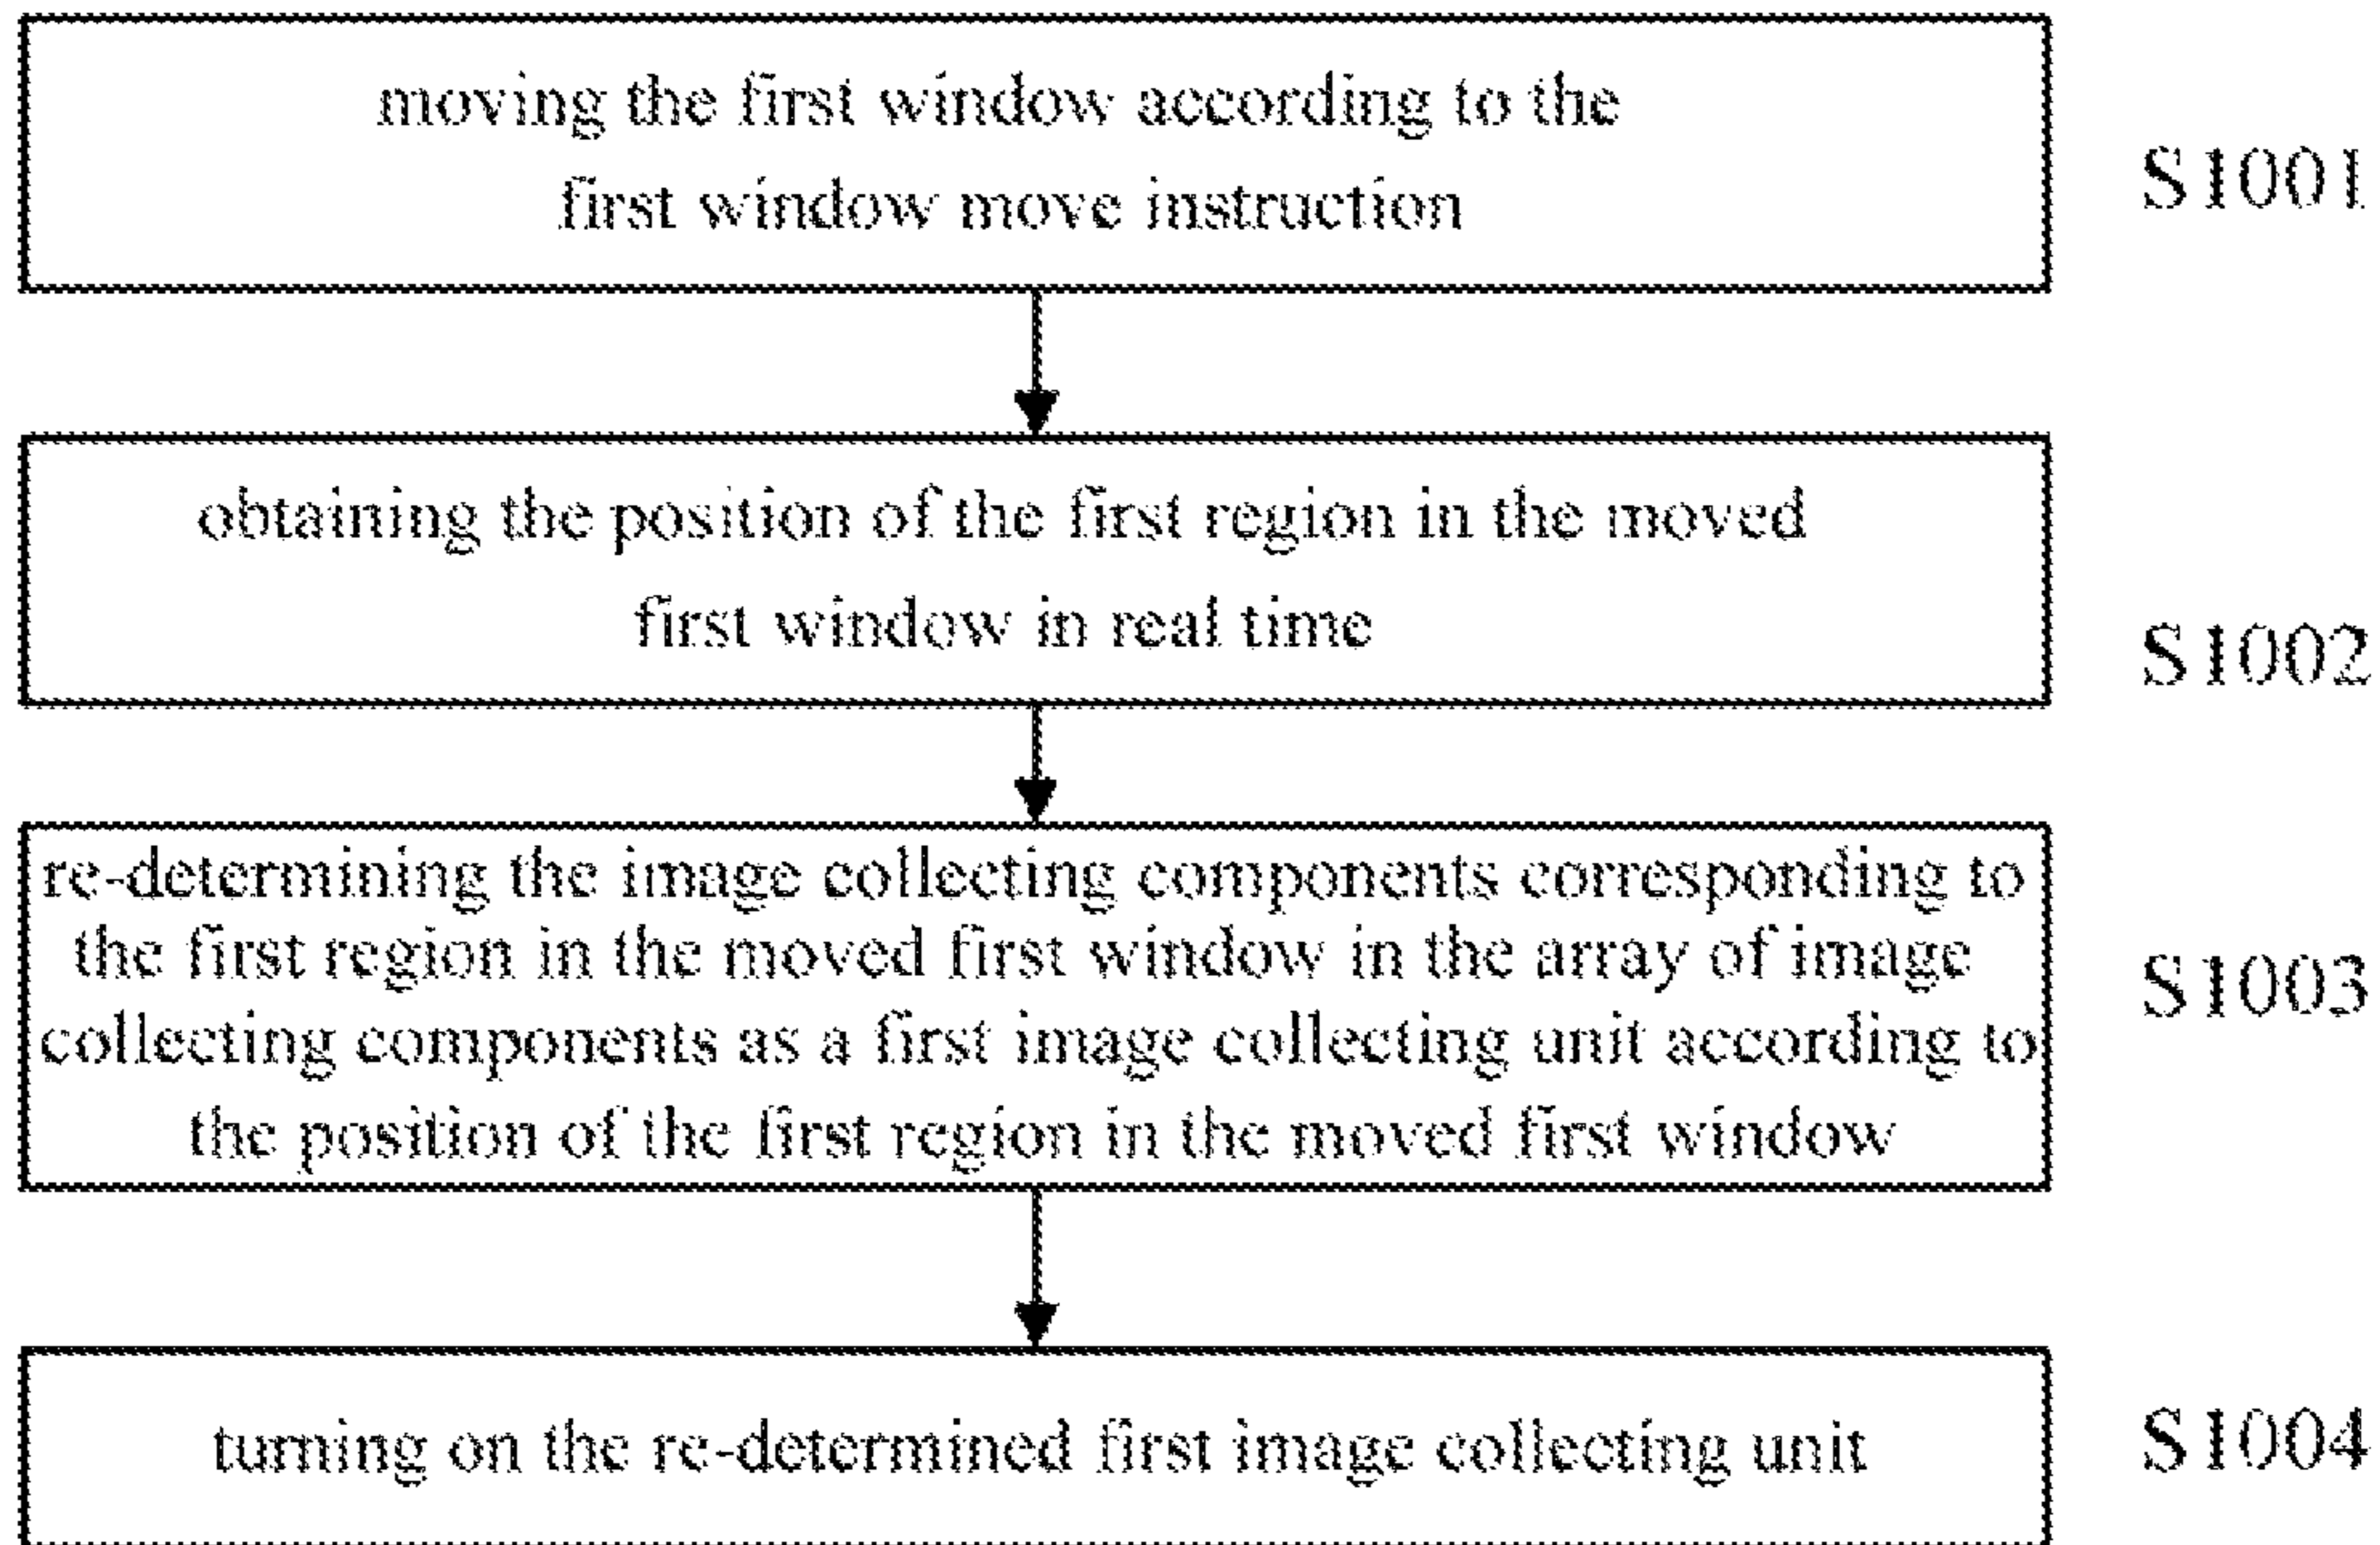 moving the first window according to the
first window move instruction
S1001
obtaining the position of the first region in the moved
first window in real time
S1002
re-determining the image collecting components corresponding to
the first region in the moved first window in the array of image
collecting components as a first image collecting unit according to
the position of the first region in the moved first window
S1003
turning on the re-determined first image collecting unit
S1004